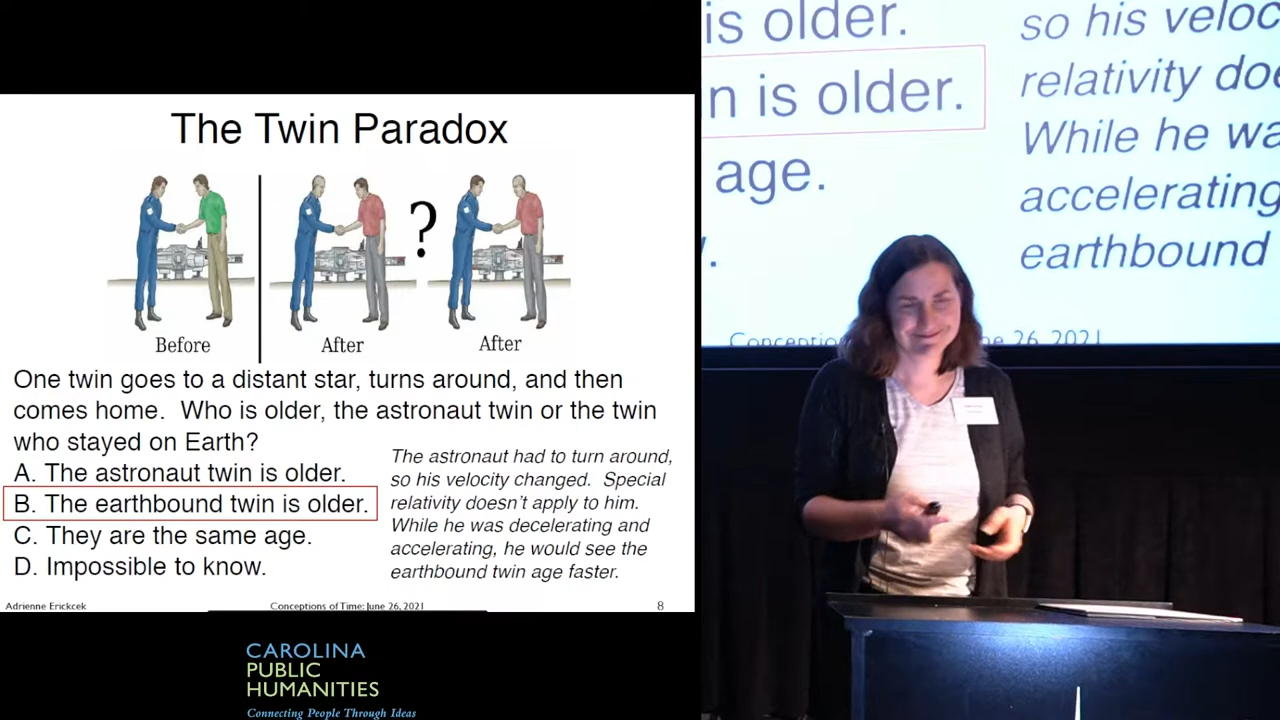 The Twin Paradox
?
Before
After
After
One twin goes to a distant star, turns around, and then
comes home. Who is older, the astronaut twin or the twin
who stayed on Earth?
A. The astronaut twin is older.
B. The earthbound twin is older.
C. They are the same age.
D. Impossible to know.
The astronaut had to turn around,
so his velocity changed. Special
relativity doesn't apply to him.
While he was decelerating and
accelerating, he would see the
earthbound twin age faster.
Adrienne Erickcek
Conceptions of Time: June 26, 2021
8
CAROLINA
PUBLIC
HUMANITIES
Connecting People Through Ideas
is older.
n is older.
age.
.
so his veloc
relativity doe
While he wa
accelerating
earthbound
Conceptio
ne 26, 2021